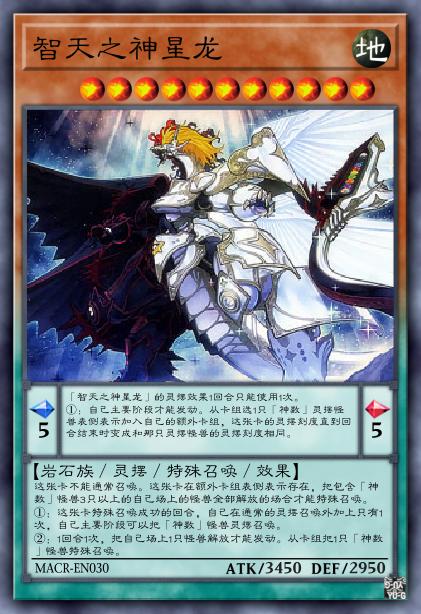 智天之神星龙
地
「智天之神星龙」的灵摆效果1回合只能使用1次。
①：自己主要阶段才能发动。从卡组选1只「神数」灵摆怪
兽表侧表示加入自己的额外卡组，这张卡的灵摆刻度直到回
合结束时变成和那只灵摆怪兽的灵摆刻度相同。
5
5
【岩石族／灵摆／特殊召唤／效果】
这张卡不能通常召唤。这张卡在额外卡组表侧表示存在，把包含「神
数」怪兽3只以上的自己场上的怪兽全部解放的场合才能特殊召唤。
①：这张卡特殊召唤成功的回合，自己在通常的灵摆召唤外加上只有1
次，自己主要阶段可以把「神数」怪兽灵摆召唤。
②：1回合1次，把自己场上1只怪兽解放才能发动。从卡组把1只「神数」
怪兽特殊召唤。
MACR-EN030
ATK/3450
DEF/2950